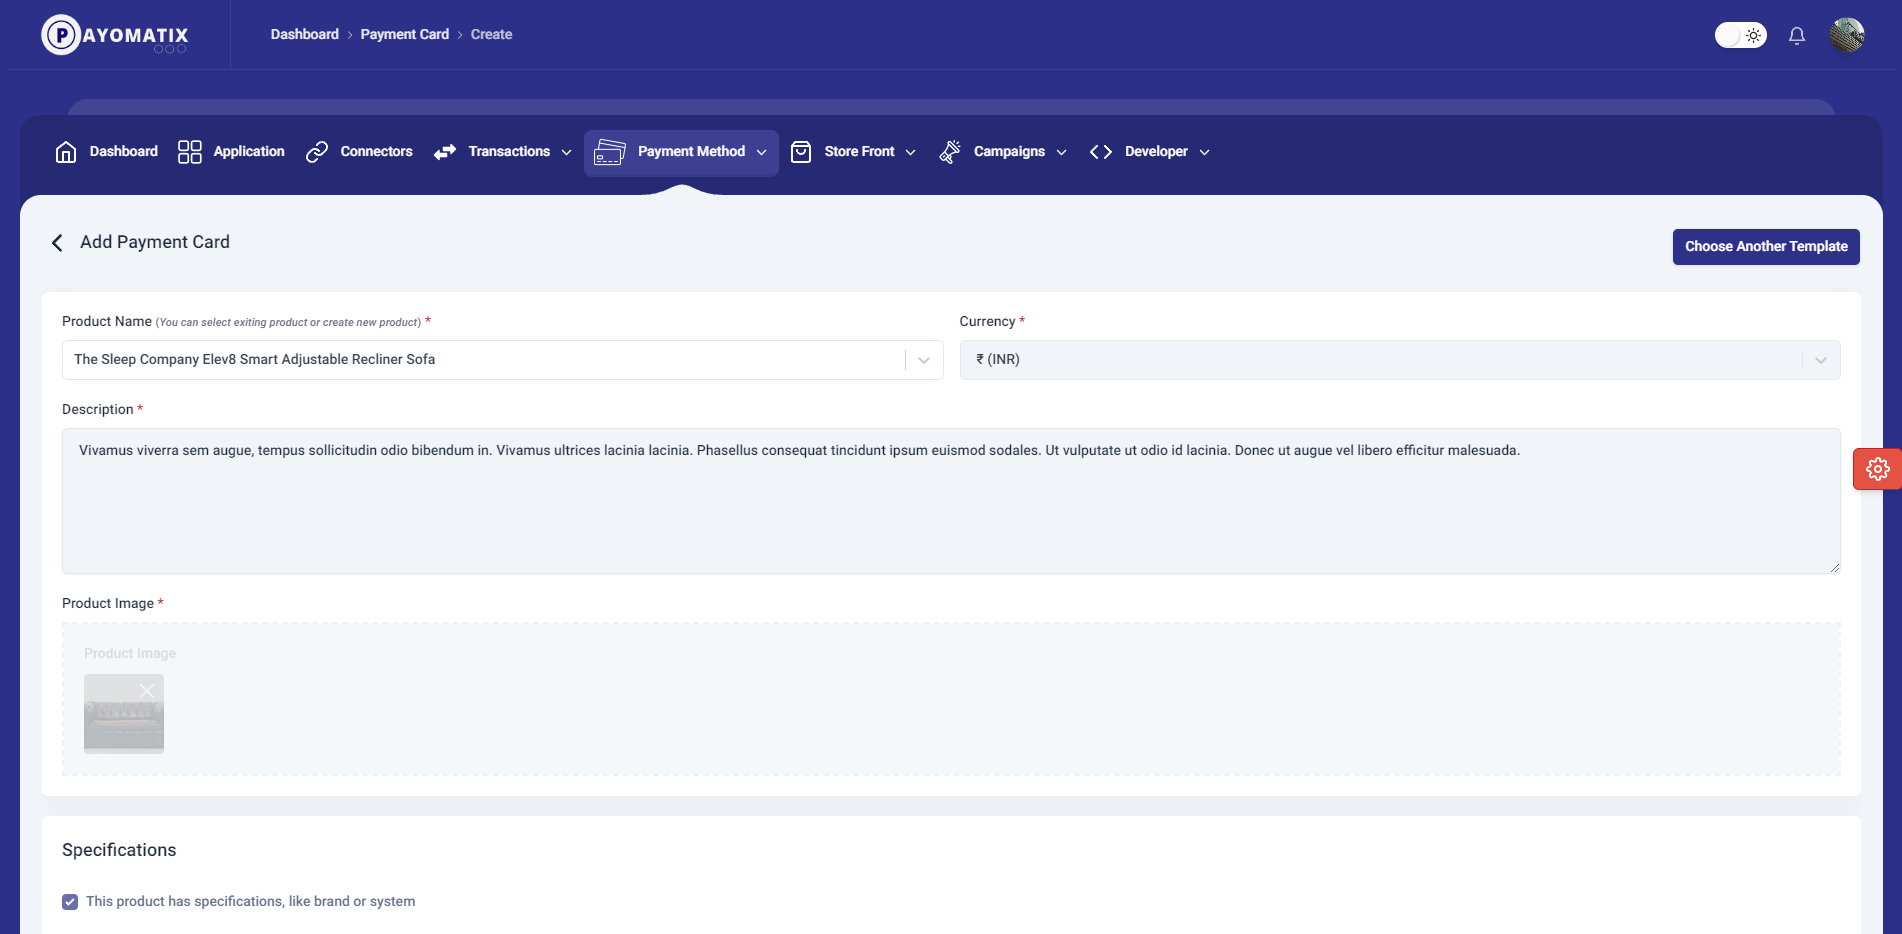 PAYOMATIX
Dashboard > Payment Card > Create
Dashboard Application Connectors Transactions Payment Method Store Front Campaigns Developer
Add Payment Card
Choose Another Template
Product Name (You can select exiting product or create new product) *
The Sleep Company Elev8 Smart Adjustable Recliner Sofa
Currency *
₹ (INR)
Description *
Vivamus viverra sem augue, tempus sollicitudin odio bibendum in. Vivamus ultrices lacinia lacinia. Phasellus consequat tincidunt ipsum euismod sodales. Ut vulputate ut odio id lacinia. Donec ut augue vel libero efficitur malesuada.
Product Image *
Product Image
Specifications
This product has specifications, like brand or system